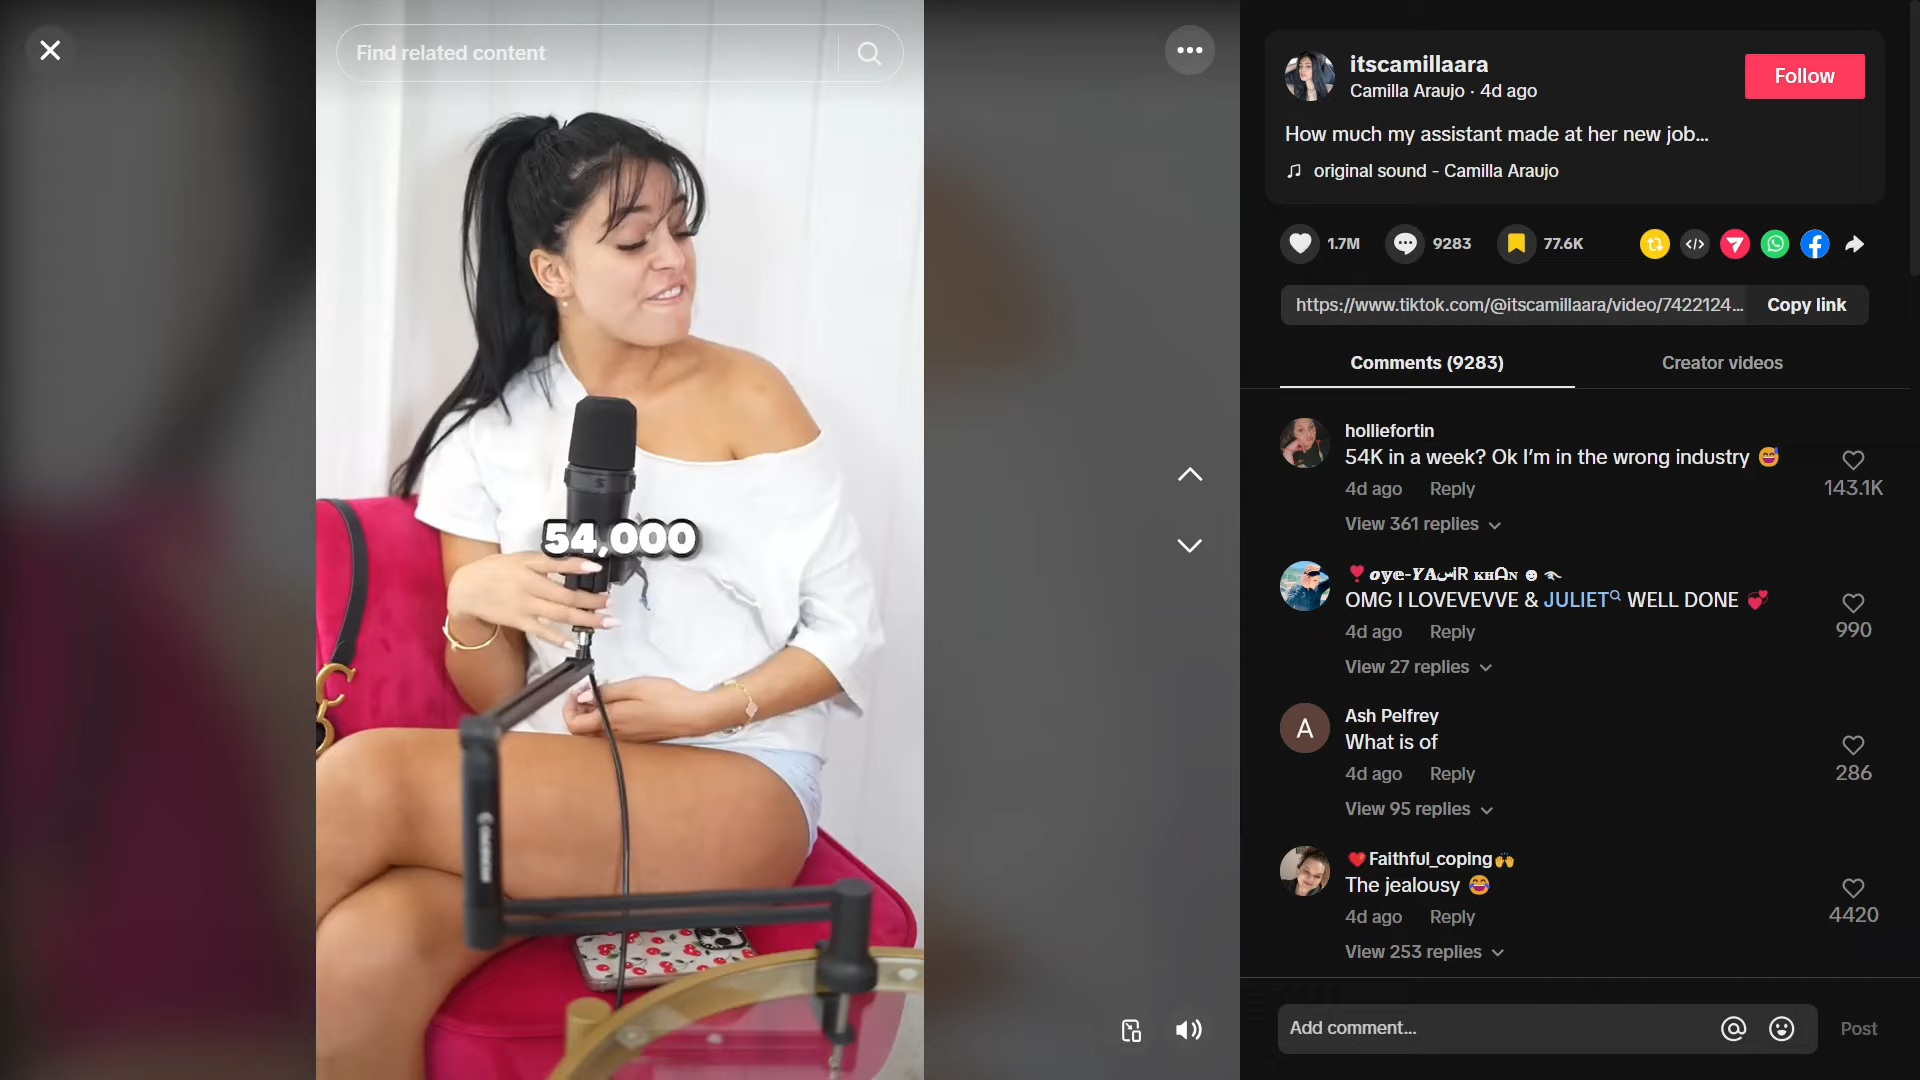 Find related content
54,000
itscamillaara
Camilla Araujo · 4d ago
Follow
How much my assistant made at her new job...
original sound - Camilla Araujo
1.7M
9283
77.6K
https://www.tiktok.com/@itscamillaara/video/7422124...
Copy link
Comments (9283)
Creator videos
holliefortin
54K in a week? Ok I’m in the wrong industry 😅
4d ago Reply
143.1K
View 361 replies
OMG I LOVEVEVVE & JULIET WELL DONE 💞
4d ago Reply
990
View 27 replies
A
Ash Pelfrey
What is of
4d ago Reply
286
View 95 replies
❤️Faithful_coping🙌
The jealousy 😂
4d ago Reply
4420
View 253 replies
Add comment...
Post